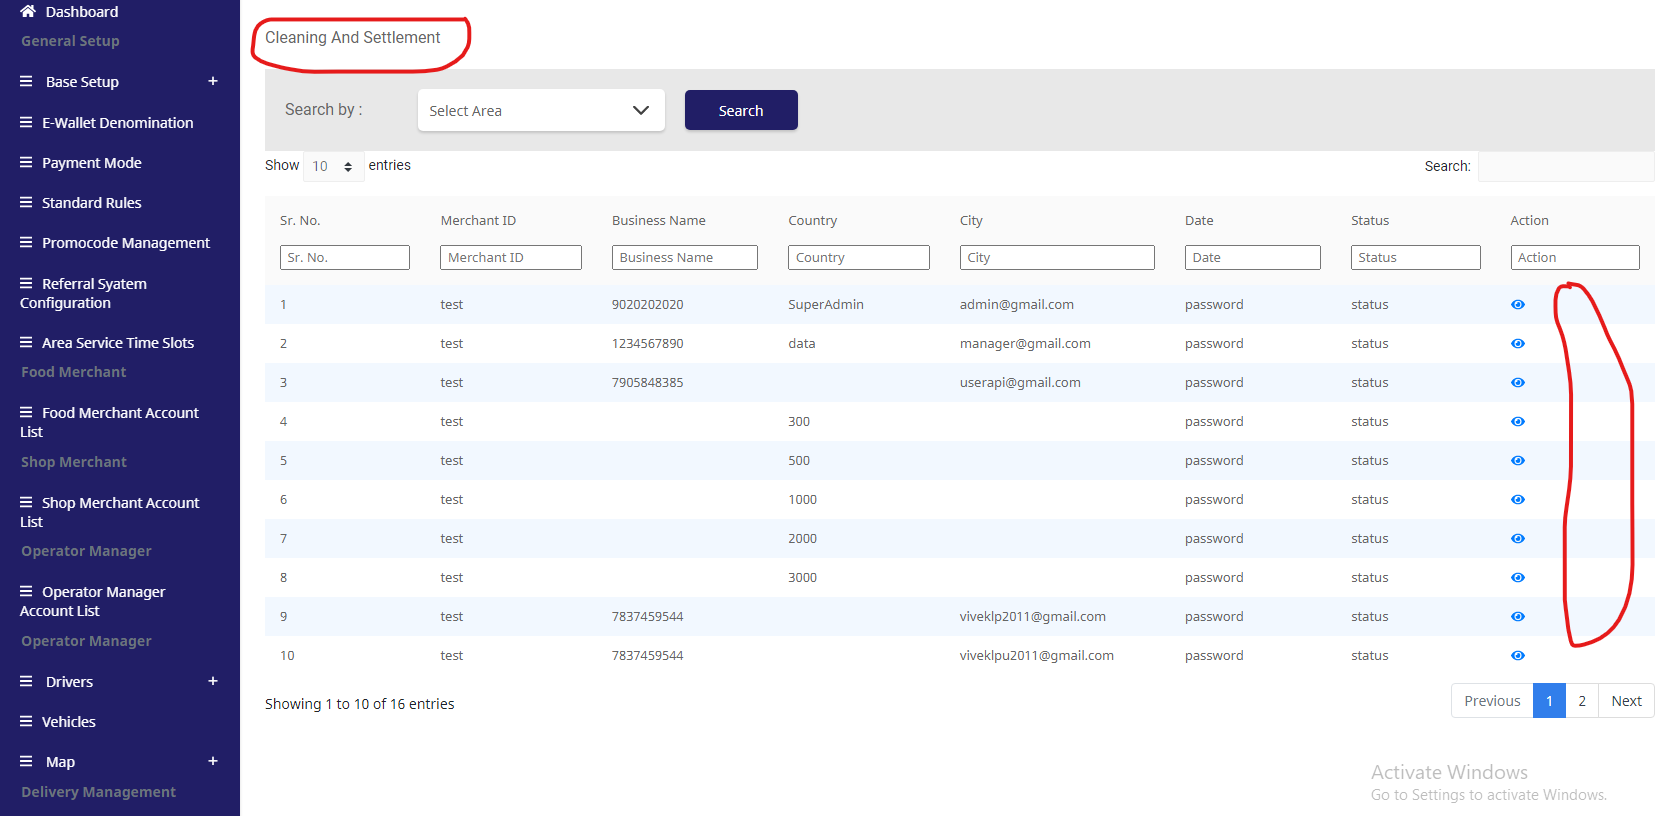 Dashboard
General Setup
Base Setup +
E-Wallet Denomination
Payment Mode
Standard Rules
Promocode Management
Referral Syatem
Configuration
Area Service Time Slots
Food Merchant
Food Merchant Account
List
Shop Merchant
Shop Merchant Account
List
Operator Manager
Operator Manager
Account List
Operator Manager
Drivers +
Vehicles
Map +
Delivery Management
Cleaning And Settlement
Search by : Select Area Search
Show 10 entries Search:
Sr. No. Merchant ID Business Name Country City Date Status Action
Sr. No. Merchant ID Business Name Country City Date Status Action
1 test 9020202020 SuperAdmin admin@gmail.com password status
2 test 1234567890 data manager@gmail.com password status
3 test 7905848385 userapi@gmail.com password status
4 test 300 password status
5 test 500 password status
6 test 1000 password status
7 test 2000 password status
8 test 3000 password status
9 test 7837459544 viveklp2011@gmail.com password status
10 test 7837459544 viveklpu2011@gmail.com password status
Showing 1 to 10 of 16 entries
Previous 1 2 Next
Activate Windows
Go to Settings to activate Windows.